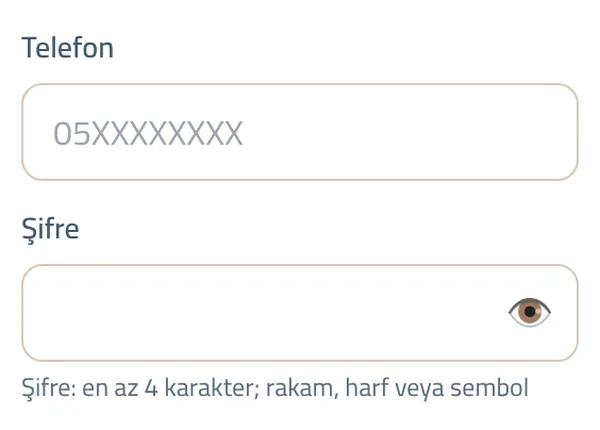 Telefon
05XXXXXXXX
Şifre
Şifre: en az 4 karakter; rakam, harf veya sembol